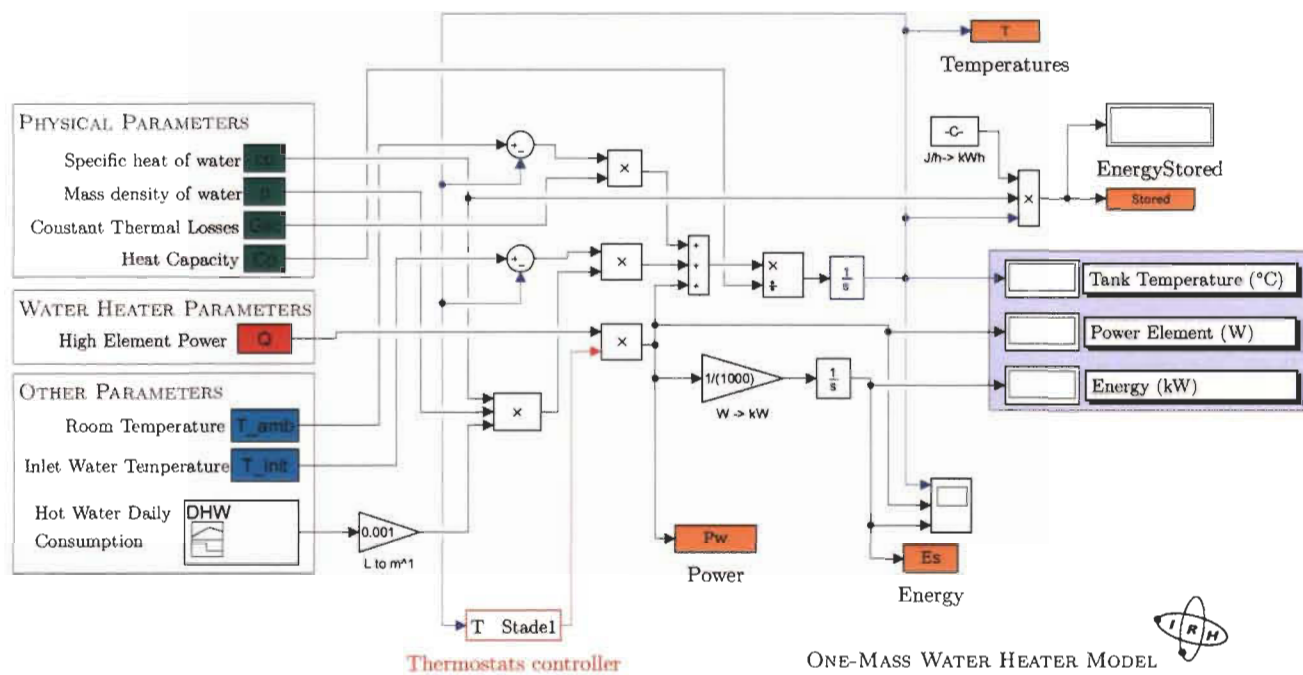 T
Temperatures
PHYSICAL PARAMETERS
Specific heat of water
Mass density of water
Constant Thermal Losses
Heat Capacity
-C-
J/h-> kWh
EnergyStored
Stored
WATER HEATER PARAMETERS
High Element Power Q
OTHER PARAMETERS
Room Temperature T_amb
Inlet Water Temperature T_init
Hot Water Daily
Consumption
DHW
0.001
L to m^1
+
-
×
+
-
×
×
×
+
+
+
×
÷
1
s
×
Tank Temperature (°C)
Power Element (W)
Energy (kW)
1/(1000)
W -> kW
1
s
Pw
Power
Es
Energy
T Stade1
Thermostats controller
IRH
ONE-MASS WATER HEATER MODEL